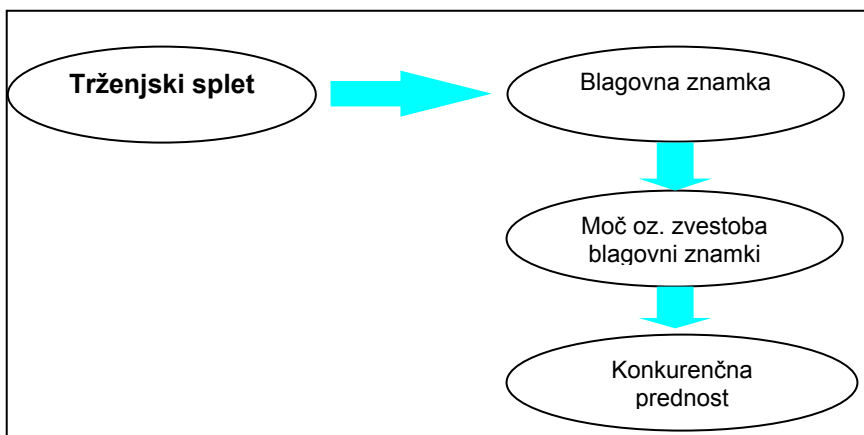 Trženjski splet
Blagovna znamka
Moč oz. zvestoba
blagovni znamki
Konkurenčna
prednost